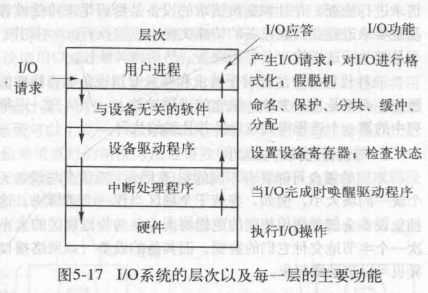 层次
I/O应答
I/O功能
I/O
请求
用户进程
产生I/O请求，对I/O进行格
式化，假脱机
与设备无关的软件
命名：保护，分块，缓冲，
分配
设备驱动程序
设置设备寄存器，检查状态
中断处理程序
当I/O完成时唤醒驱动程序
硬件
执行I/O操作
图5-17 I/O系统的层次以及每一层的主要功能